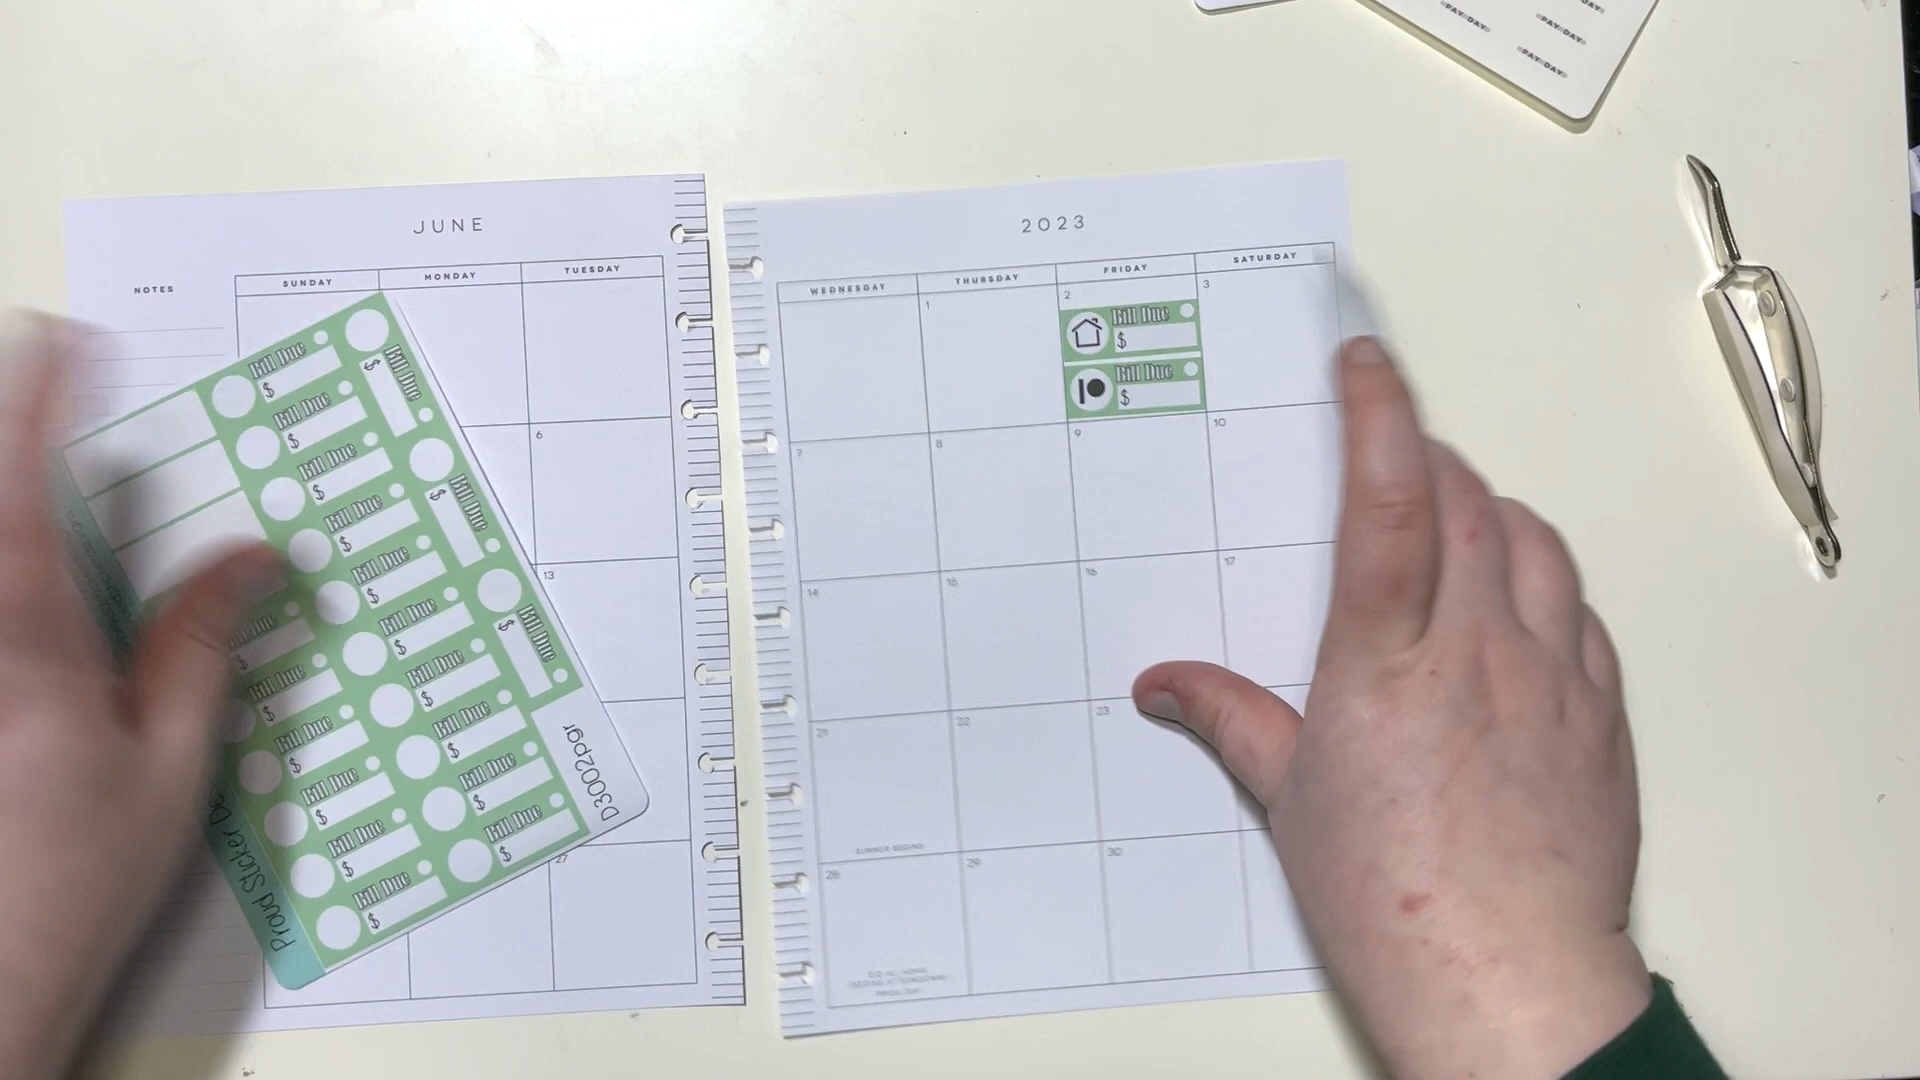 PAY DAY
PAY DAY
PAY DAY
JUNE
2023
NOTES
SUNDAY MONDAY TUESDAY
WEDNESDAY THURSDAY FRIDAY SATURDAY
1 2 3
Bill Due
$
Bill Due
$
6
7 8 9 10
13
14 15 16 17
21 22 23
SUMMER BEGINS
27
28 29 30
Bill Due
$
Bill Due
$
Bill Due
$
Bill Due
$
Bill Due
$
Bill Due
$
Bill Due
$
Bill Due
$
Bill Due
$
Bill Due
$
Bill Due
$
Bill Due
$
Bill Due
$
Bill Due
$
Bill Due
$
Bill Due
$
Bill Due
$
Bill Due
$
D3002pgr
Proud Sticker